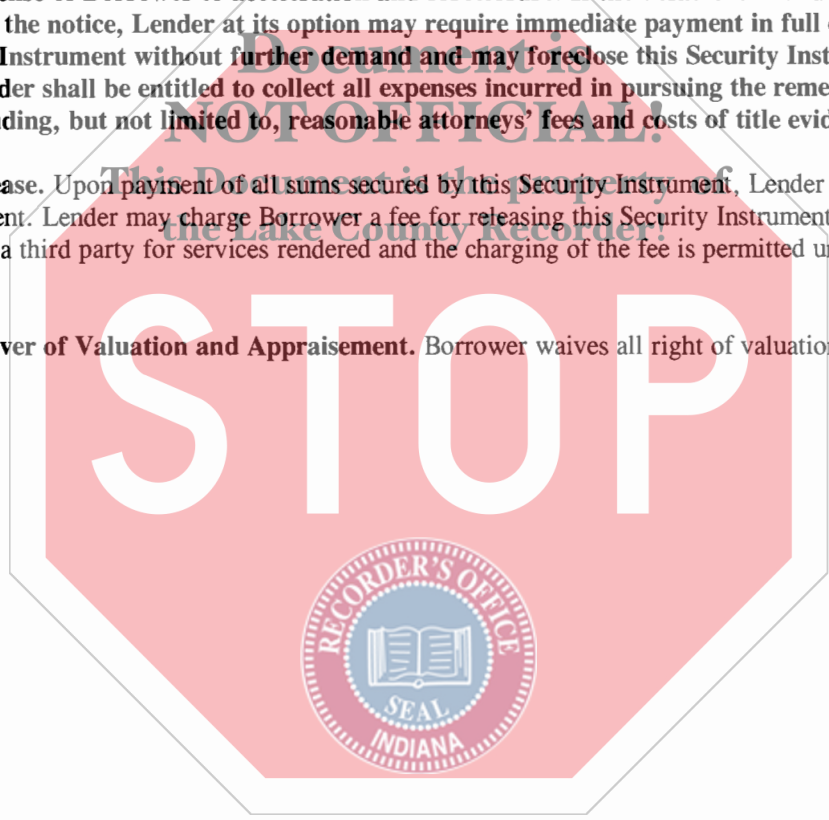 the notice, Lender at its option may require immediate payment in full
Instrument without further demand and may foreclose this Security Inst
der shall be entitled to collect all expenses incurred in pursuing the reme
ding, but not limited to, reasonable attorneys’ fees and costs of title evid
Document is
NOT OFFICIAL!
This Document is the property of
the Lake County Recorder!
ase. Upon payment of all sums secured by this Security Instrument, Lender
ent. Lender may charge Borrower a fee for releasing this Security Instrument
a third party for services rendered and the charging of the fee is permitted u
ver of Valuation and Appraisement. Borrower waives all right of valuation
STOP
RECORDER'S OFFICE
SEAL
INDIANA